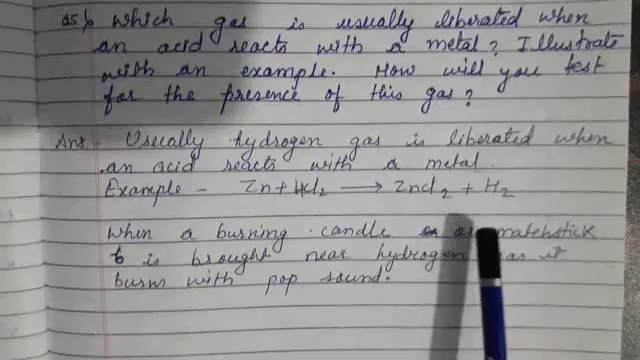 Q5) Which gas is usually liberated when
an acid reacts with a metal? Illustrate
with an example. How will you test
for the presence of this gas?
Ans - Usually hydrogen gas is liberated when
an acid reacts with a metal.
Example - Zn + Hcl₂ → Zncl₂ + H₂
When a burning candle or matchstick
is brought near hydrogen gas it
burns with pop sound.